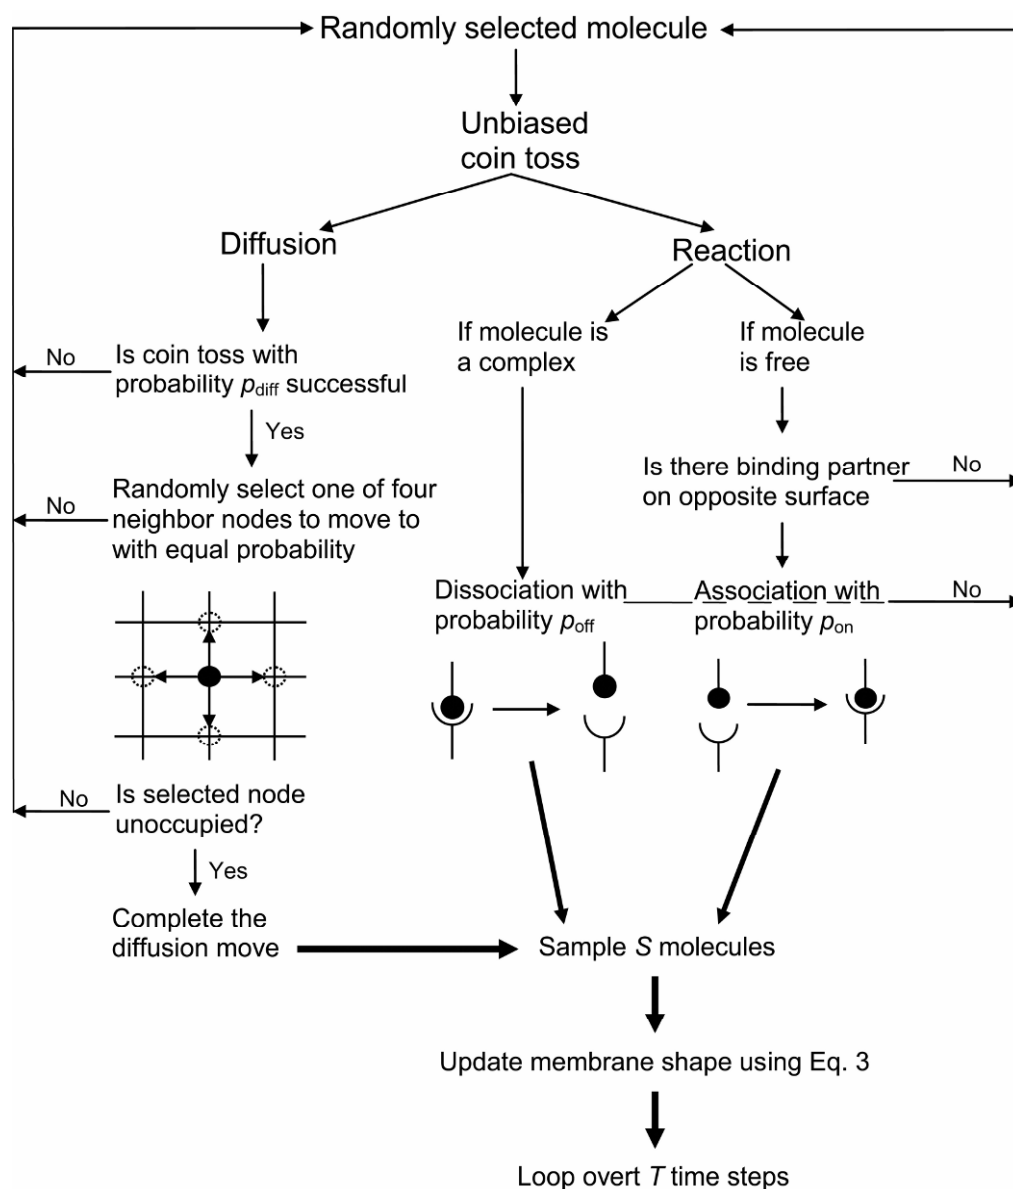 Randomly selected molecule
Unbiased
coin toss
Diffusion
Reaction
If molecule is
a complex
If molecule
is free
No
Is coin toss with
probability pdiff successful
Yes
Is there binding partner
on opposite surface
No
No
Randomly select one of four
neighbor nodes to move to
with equal probability
Dissociation with
probability poff
Association with
probability pon
No
No
Is selected node
unoccupied?
Yes
Complete the
diffusion move
Sample S molecules
Update membrane shape using Eq. 3
Loop overt T time steps